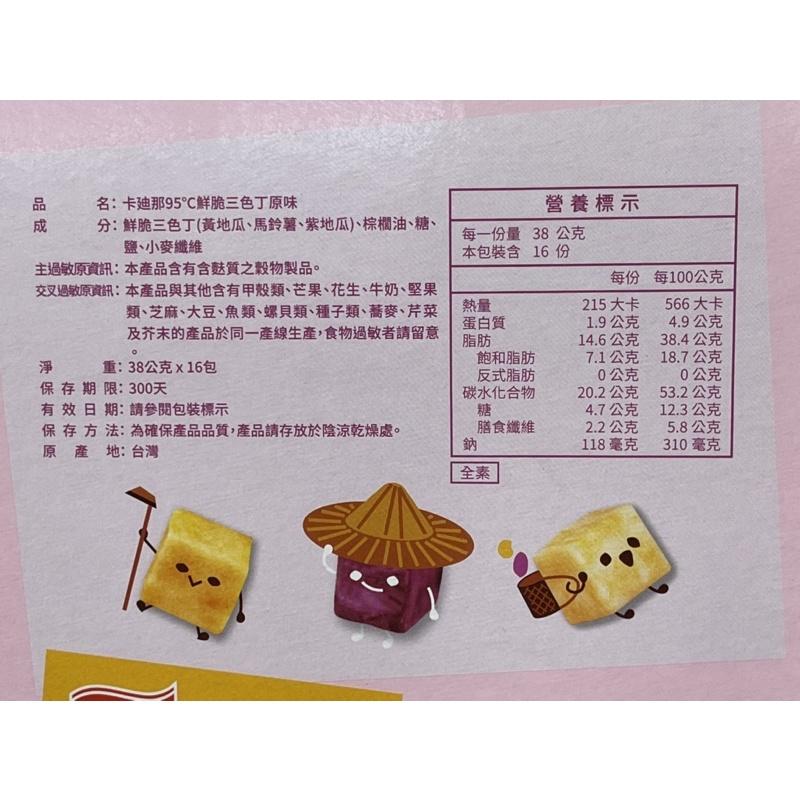 品名：卡迪那95℃鮮脆三色丁原味
成分：鮮脆三色丁(黃地瓜、馬鈴薯、紫地瓜)、棕櫚油、糖、
鹽、小麥纖維
主過敏原資訊：本產品含有含麩質之穀物製品。
交叉過敏原資訊：本產品與其他含有甲殼類、芒果、花生、牛奶、堅果
類、芝麻、大豆、魚類、螺貝類、種子類、蕎麥、芹菜
及芥末的產品於同一產線生產，食物過敏者請留意
。
淨重：38公克 x 16包
保存期限：300天
有效日期：請參閱包裝標示
保存方法：為確保產品品質，產品請存放於陰涼乾燥處。
原產地：台灣
營養標示
每一份量 38 公克
本包裝含 16 份
每份 每100公克
熱量 215 大卡 566 大卡
蛋白質 1.9 公克 4.9 公克
脂肪 14.6 公克 38.4 公克
飽和脂肪 7.1 公克 18.7 公克
反式脂肪 0 公克 0 公克
碳水化合物 20.2 公克 53.2 公克
糖 4.7 公克 12.3 公克
膳食纖維 2.2 公克 5.8 公克
鈉 118 毫克 310 毫克
全素